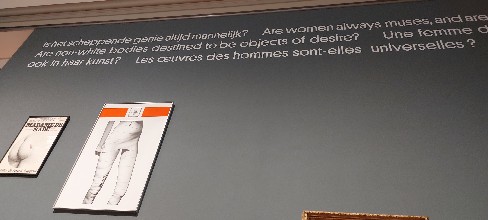 Is het scheppende genie altijd mannelijk? Are women always muses, and are
Are non-white bodies destined to be objects of desire? Une femme d
ook in haar kunst? Les œuvres des hommes sont-elles universelles?